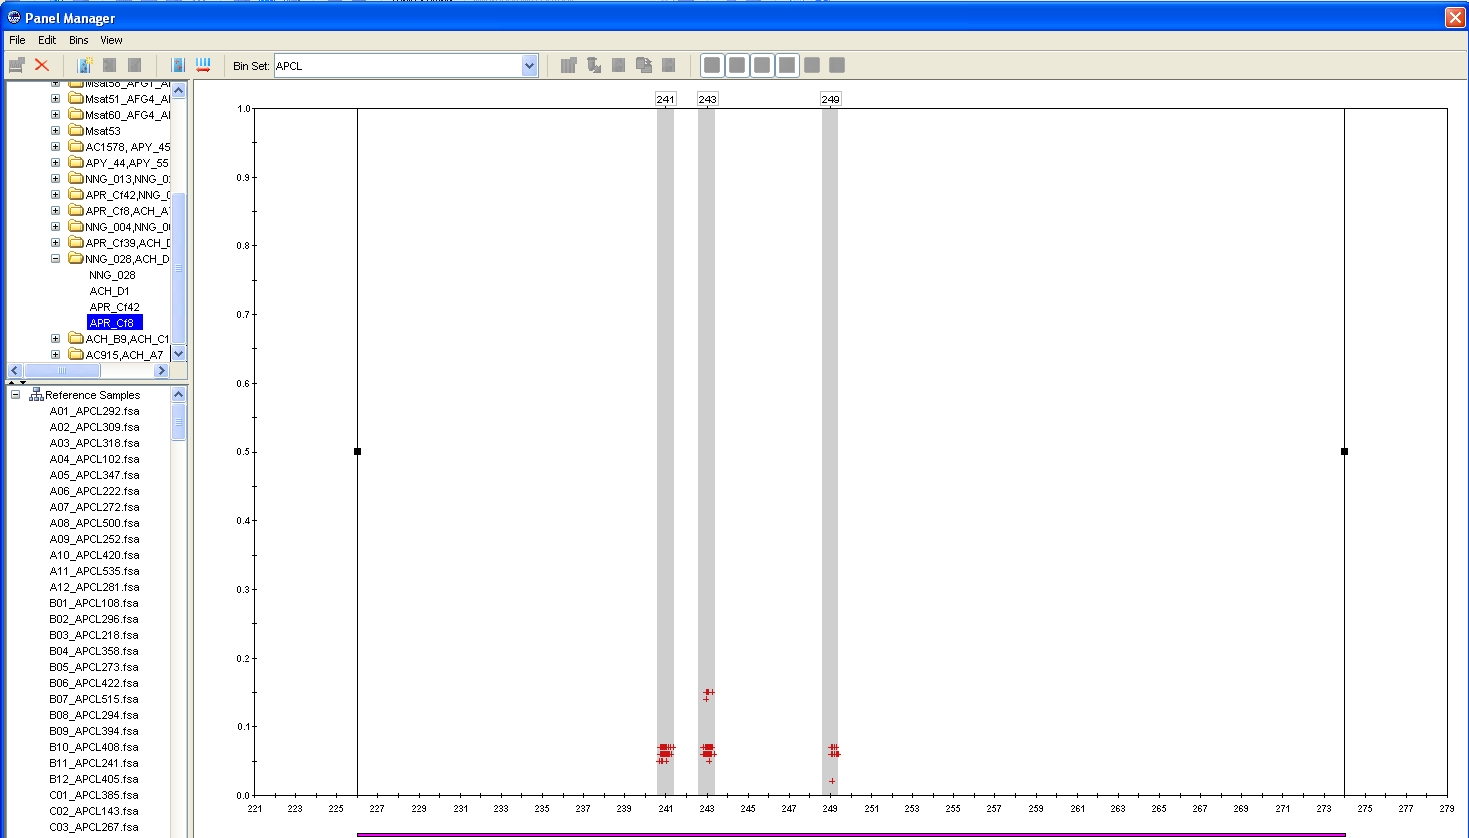 Panel Manager
File Edit Bins View
Bin Set: APCL
Msat51_AFG4_A
Msat60_AFG4_A
Msat53
AC1578, APY_45
APY_44,APY_55
NNG_013,NNG_0
APR_Cf42,NNG_0
APR_Cf8,ACH_A
NNG_004,NNG_0
APR_Cf39,ACH_D
NNG_028,ACH_D
NNG_028
ACH_D1
APR_Cf42
APR_Cf8
ACH_B9,ACH_C1
AC915,ACH_A7
Reference Samples
A01_APCL292.fsa
A02_APCL309.fsa
A03_APCL318.fsa
A04_APCL102.fsa
A05_APCL347.fsa
A06_APCL222.fsa
A07_APCL272.fsa
A08_APCL500.fsa
A09_APCL252.fsa
A10_APCL420.fsa
A11_APCL535.fsa
A12_APCL281.fsa
B01_APCL108.fsa
B02_APCL296.fsa
B03_APCL218.fsa
B04_APCL358.fsa
B05_APCL273.fsa
B06_APCL422.fsa
B07_APCL515.fsa
B08_APCL294.fsa
B09_APCL394.fsa
B10_APCL408.fsa
B11_APCL241.fsa
B12_APCL405.fsa
C01_APCL385.fsa
C02_APCL143.fsa
C03_APCL267.fsa
241 243 249
1.0
0.9
0.8
0.7
0.6
0.5
0.4
0.3
0.2
0.1
0.0
221 223 225 227 229 231 233 235 237 239 241 243 245 247 249 251 253 255 257 259 261 263 265 267 269 271 273 275 277 279